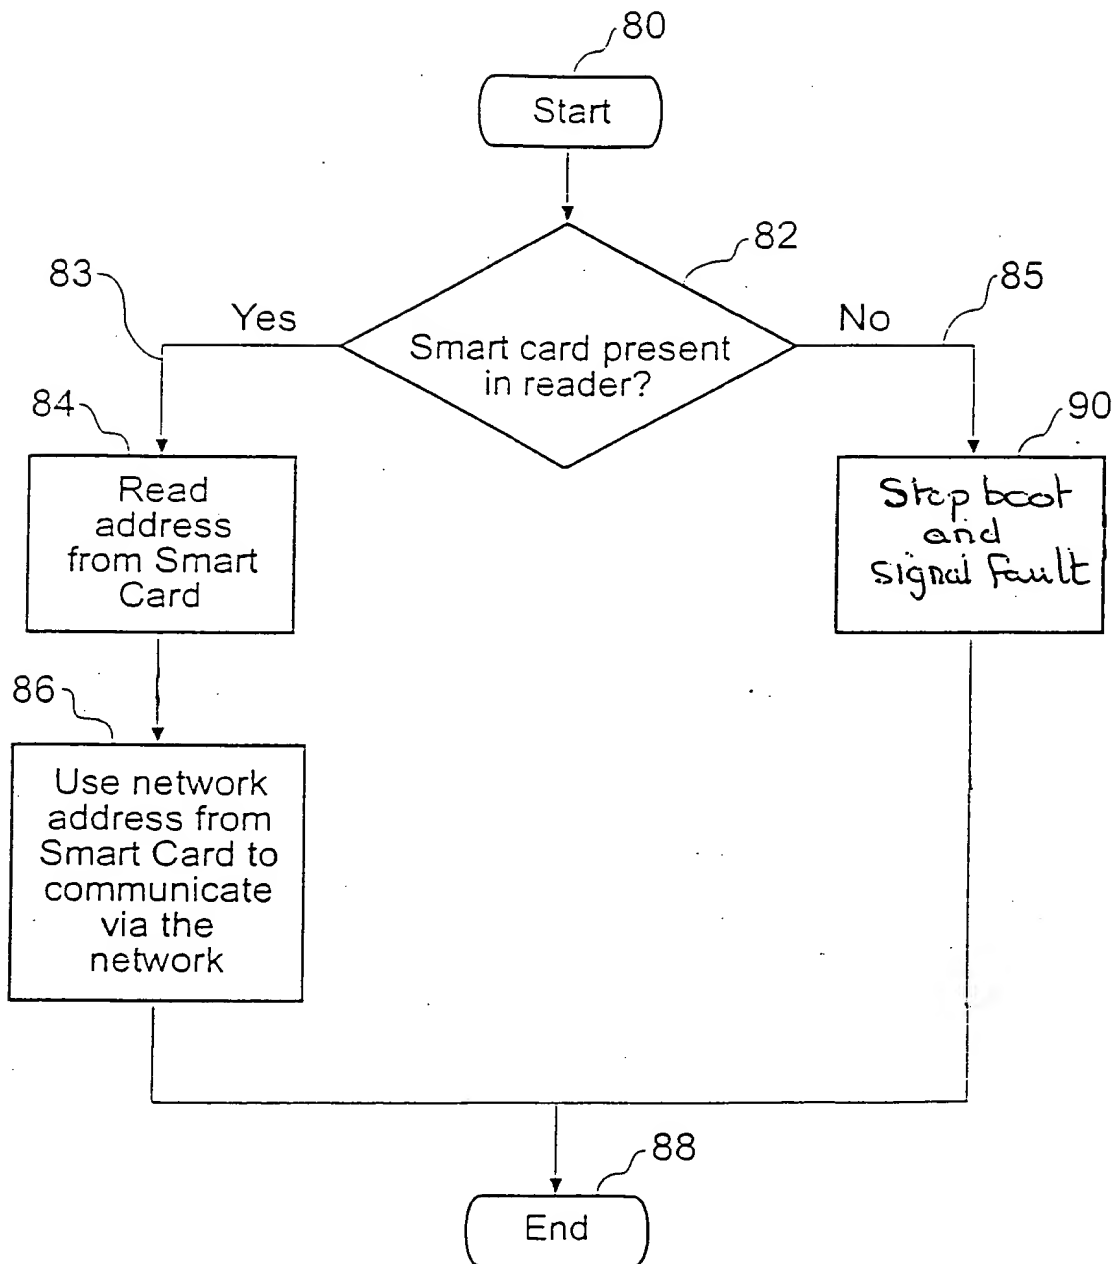 80
Start
82
83
85
Yes
No
Smart card present
in reader?
84
90
Read
address
from Smart
Card
Stop boot
and
signal fault
86
Use network
address from
Smart Card to
communicate
via the
network
88
End